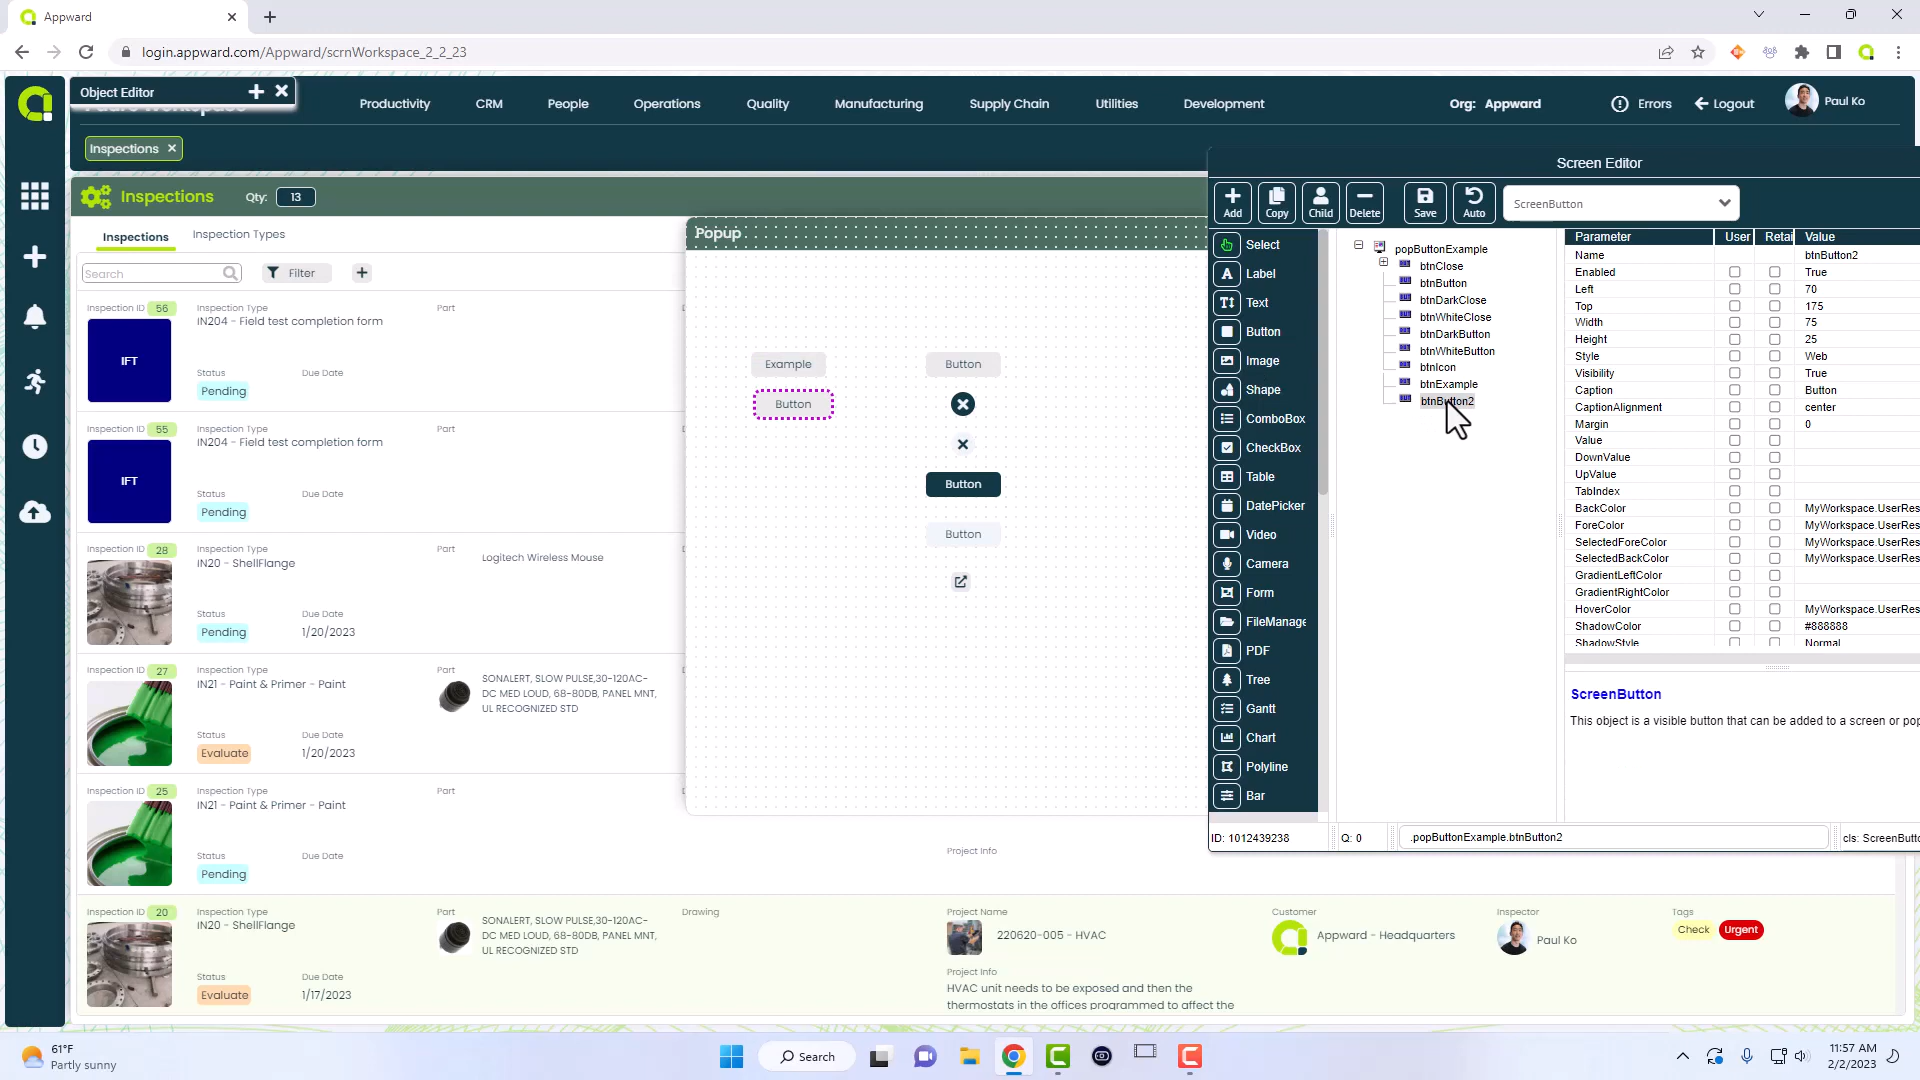 Appward
login.appward.com/Appward/scrnWorkspace_2_2_23
Object Editor
Productivity CRM People Operations Quality Manufacturing Supply Chain Utilities Development
Org: Appward Errors Logout Paul Ko
Inspections
Inspections Qty: 13
Inspections Inspection Types
Search Filter
Inspection ID 56 Inspection Type Part
IN204 - Field test completion form
IFT
Status Due Date
Pending
Inspection ID 55 Inspection Type Part
IN204 - Field test completion form
IFT
Status Due Date
Pending
Inspection ID 28 Inspection Type Part
IN20 - ShellFlange Logitech Wireless Mouse
Status Due Date
Pending 1/20/2023
Inspection ID 27 Inspection Type Part
IN21 - Paint & Primer - Paint
SONALERT, SLOW PULSE,30-120AC-
DC MED LOUD, 68-80DB, PANEL MNT,
UL RECOGNIZED STD
Status Due Date
Evaluate 1/20/2023
Inspection ID 25 Inspection Type Part
IN21 - Paint & Primer - Paint
Status Due Date
Pending
Project Info
Inspection ID 20 Inspection Type Part Drawing Project Name Customer Inspector Tags
IN20 - ShellFlange
SONALERT, SLOW PULSE,30-120AC-
DC MED LOUD, 68-80DB, PANEL MNT,
UL RECOGNIZED STD
220620-005 - HVAC
Appward - Headquarters
Paul Ko
Check Urgent
Status Due Date
Evaluate 1/17/2023
Project Info
HVAC unit needs to be exposed and then the
thermostats in the offices programmed to affect the
Popup
Example Button
Button
Button
Button
Screen Editor
Add Copy Child Delete Save Auto ScreenButton
Select
Label
Text
Button
Image
Shape
ComboBox
CheckBox
Table
DatePicker
Video
Camera
Form
FileManage
PDF
Tree
Gantt
Chart
Polyline
Bar
popButtonExample
btnClose
btnButton
btnDarkClose
btnWhiteClose
btnDarkButton
btnWhiteButton
btnIcon
btnExample
btnButton2
Parameter User Retai Value
Name btnButton2
Enabled True
Left 70
Top 175
Width 75
Height 25
Style Web
Visibility True
Caption Button
CaptionAlignment center
Margin 0
Value
DownValue
UpValue
TabIndex
BackColor MyWorkspace.UserRes
ForeColor MyWorkspace.UserRes
SelectedForeColor MyWorkspace.UserRes
SelectedBackColor MyWorkspace.UserRes
GradientLeftColor
GradientRightColor
HoverColor MyWorkspace.UserRes
ShadowColor #888888
ShadowStyle Normal
ScreenButton
This object is a visible button that can be added to a screen or pop
ID: 1012439238 Q: 0 .popButtonExample.btnButton2 cls: ScreenButto
61°F
Partly sunny
Search
11:57 AM
2/2/2023